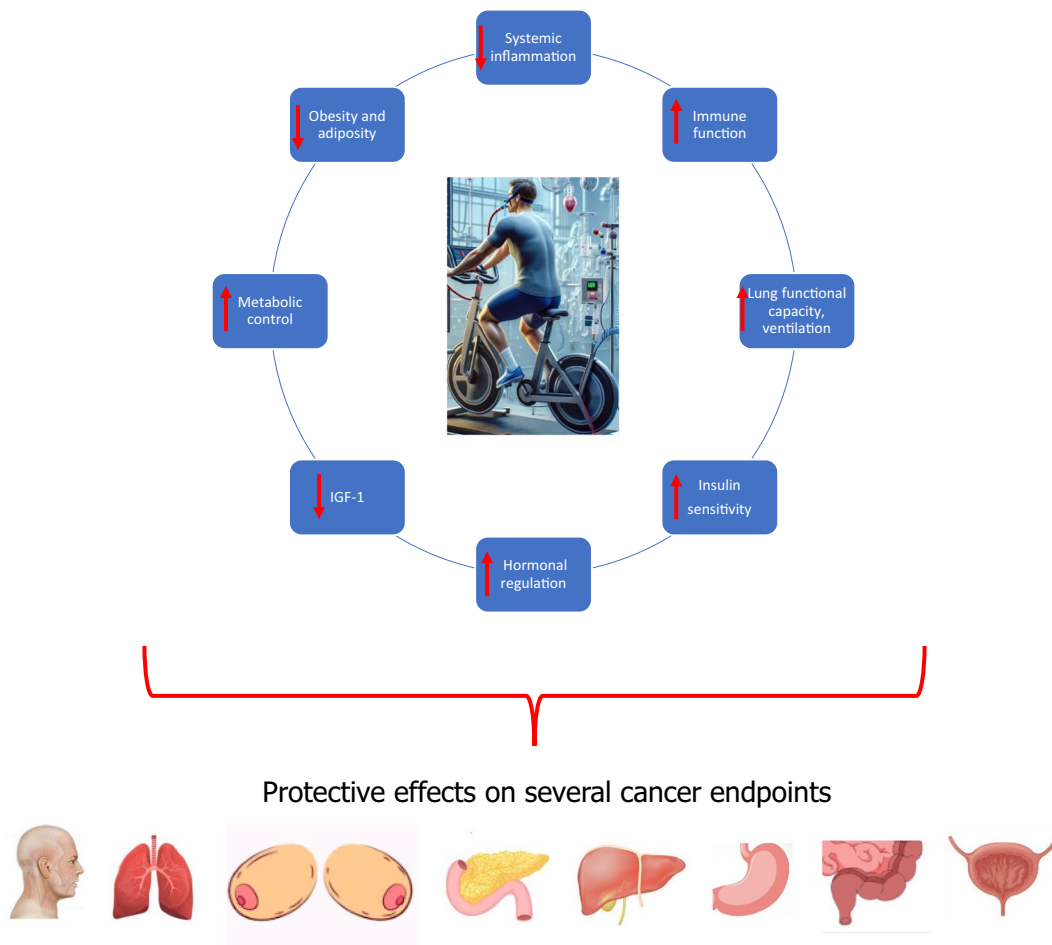 Systemic
inflammation
Immune
function
Lung functional
capacity,
ventilation
Insulin
sensitivity
Hormonal
regulation
IGF-1
Metabolic
control
Obesity and
adiposity
Protective effects on several cancer endpoints